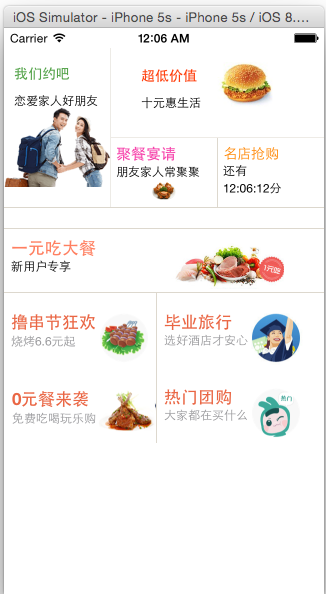 iOS Simulator - iPhone 5s - iPhone 5s / iOS 8....
Carrier 12:06 AM
我们约吧
恋爱家人好朋友
超低价值
十元惠生活
聚餐宴请
朋友家人常聚聚
名店抢购
还有
12:06:12分
一元吃大餐
新用户专享
1元吃
撸串节狂欢
烧烤6.6元起
毕业旅行
选好酒店才安心
0元餐来袭
免费吃喝玩乐购
热门团购
大家都在买什么
热门